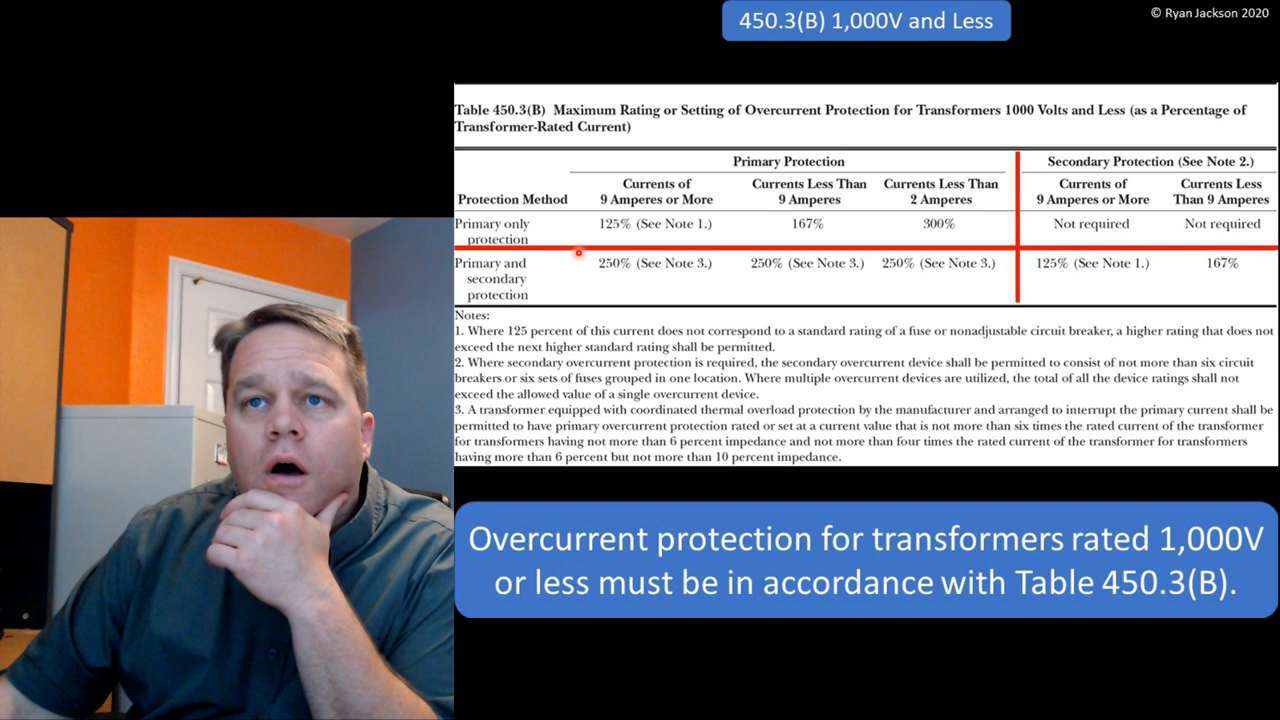 450.3(B) 1,000V and Less
© Ryan Jackson 2020
Table 450.3(B) Maximum Rating or Setting of Overcurrent Protection for Transformers 1000 Volts and Less (as a Percentage of
Transformer-Rated Current)
Primary Protection
Secondary Protection (See Note 2.)
Protection Method
Currents of
9 Amperes or More
Currents Less Than
9 Amperes
Currents Less Than
2 Amperes
Currents of
9 Amperes or More
Currents Less
Than 9 Amperes
Primary only
protection
125% (See Note 1.)
167%
300%
Not required
Not required
Primary and
secondary
protection
250% (See Note 3.)
250% (See Note 3.)
250% (See Note 3.)
125% (See Note 1.)
167%
Notes:
1. Where 125 percent of this current does not correspond to a standard rating of a fuse or nonadjustable circuit breaker, a higher rating that does not
exceed the next higher standard rating shall be permitted.
2. Where secondary overcurrent protection is required, the secondary overcurrent device shall be permitted to consist of not more than six circuit
breakers or six sets of fuses grouped in one location. Where multiple overcurrent devices are utilized, the total of all the device ratings shall not
exceed the allowed value of a single overcurrent device.
3. A transformer equipped with coordinated thermal overload protection by the manufacturer and arranged to interrupt the primary current shall be
permitted to have primary overcurrent protection rated or set at a current value that is not more than six times the rated current of the transformer
for transformers having not more than 6 percent impedance and not more than four times the rated current of the transformer for transformers
having more than 6 percent but not more than 10 percent impedance.
Overcurrent protection for transformers rated 1,000V
or less must be in accordance with Table 450.3(B).